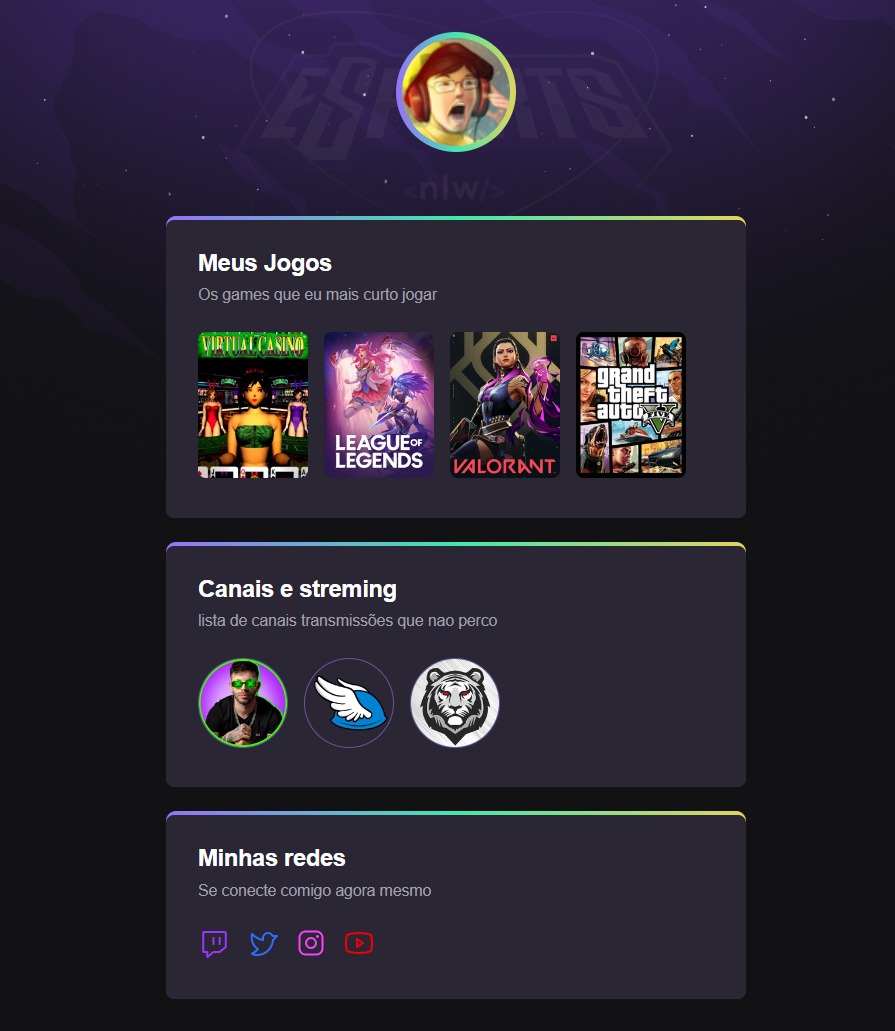 ESPORTS
<nlw/>
Meus Jogos
Os games que eu mais curto jogar
VIRTUAL CASINO
LEAGUE OF
LEGENDS
VALORANT
grand
theft
auto
V
FIVE
Canais e streming
lista de canais transmissões que nao perco
Minhas redes
Se conecte comigo agora mesmo